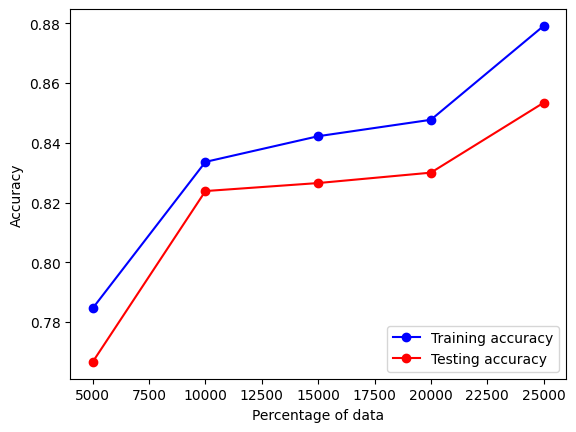 0.88
0.86
0.84
0.82
0.80
0.78
Accuracy
5000 7500 10000 12500 15000 17500 20000 22500 25000
Percentage of data
Training accuracy
Testing accuracy